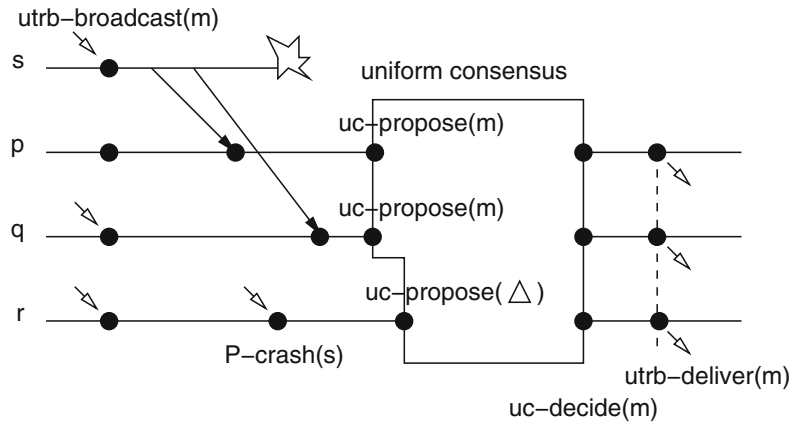 utrb–broadcast(m)
s
uniform consensus
p
uc–propose(m)
q
uc–propose(m)
r
uc–propose( △ )
P–crash(s)
utrb–deliver(m)
uc–decide(m)